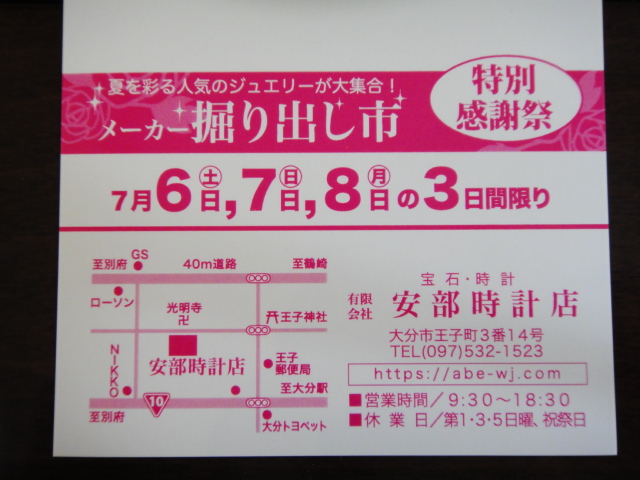 夏を彩る人気のジュエリーが大集合!
メーカー掘り出し市
特別
感謝祭
7月6日(土),7日(日),8日(月)の3日間限り
至別府
GS
40m道路
至鶴崎
ローソン
光明寺
卍
王子神社
NIKKO
安部時計店
王子
郵便局
至大分駅
至別府
10
大分トヨペット
宝石・時計
有限
会社
安部時計店
大分市王子町3番14号
TEL(097)532-1523
https://abe-wj.com
■営業時間/9:30〜18:30
■休業日/第1・3・5日曜、祝祭日